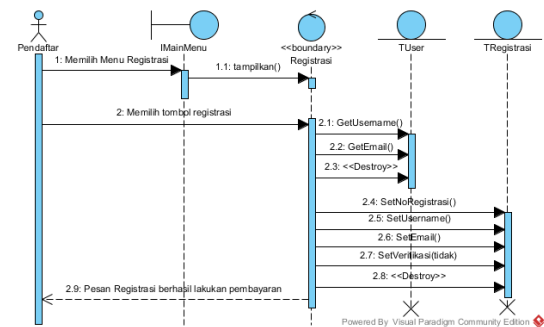 Pendaftar
IMainMenu
<<boundary>>
Registrasi
TUser
TRegistrasi
1: Memilih Menu Registrasi
1.1: tampilkan()
2: Memilih tombol registrasi
2.1: GetUsername()
2.2: GetEmail()
2.3: <<Destroy>>
2.4: SetNoRegistrasi()
2.5: SetUsername()
2.6: SetEmail()
2.7: SetVerifikasi(tidak)
2.8: <<Destroy>>
2.9: Pesan Registrasi berhasil lakukan pembayaran
Powered By Visual Paradigm Community Edition